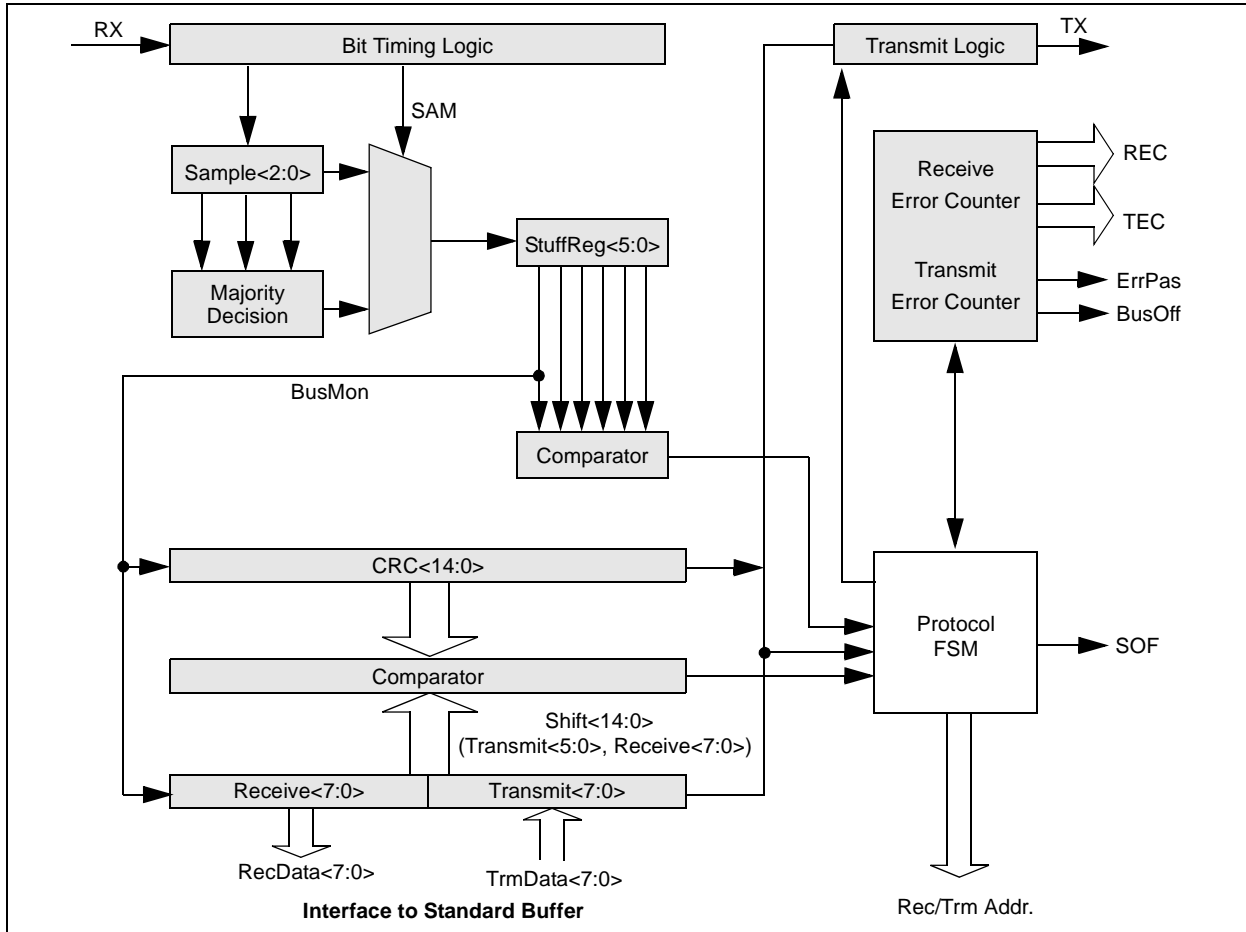 RX
Bit Timing Logic
Transmit Logic
TX
SAM
Sample<2:0>
Receive
Error Counter
REC
TEC
StuffReg<5:0>
Majority
Decision
Transmit
Error Counter
ErrPas
BusOff
BusMon
Comparator
CRC<14:0>
Protocol
FSM
SOF
Comparator
Shift<14:0>
(Transmit<5:0>, Receive<7:0>)
Receive<7:0>
Transmit<7:0>
RecData<7:0>
TrmData<7:0>
Interface to Standard Buffer
Rec/Trm Addr.